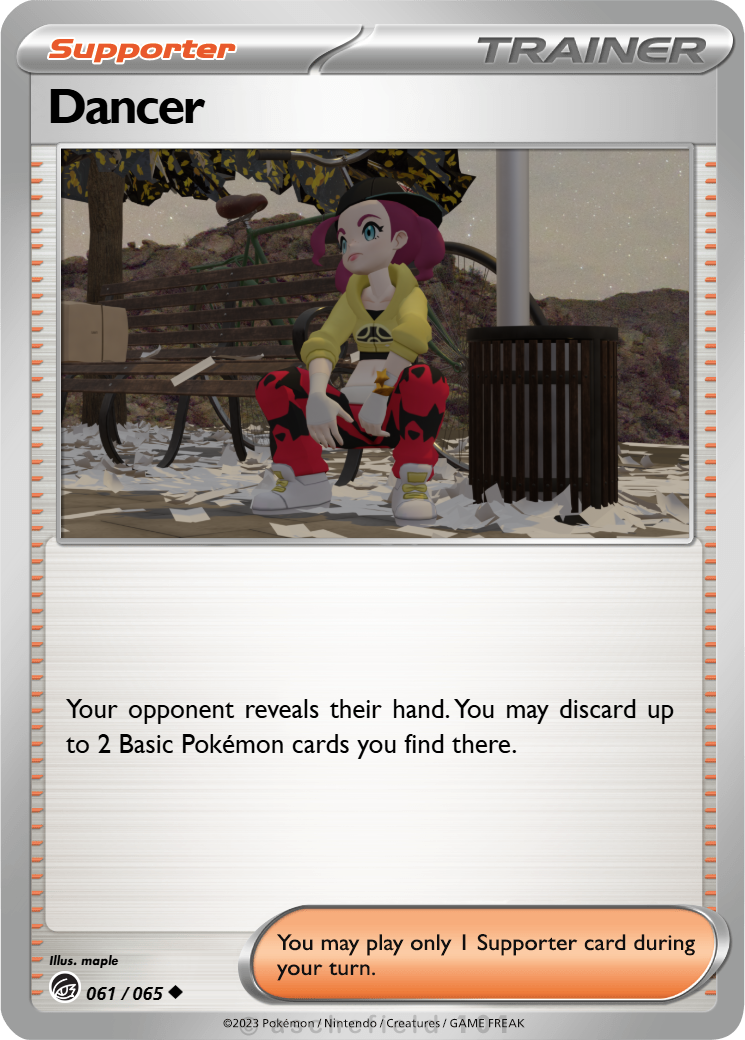 Supporter
TRAINER
Dancer
Your opponent reveals their hand. You may discard up
to 2 Basic Pokémon cards you find there.
You may play only 1 Supporter card during
your turn.
Illus. maple
061 / 065
©2023 Pokémon / Nintendo / Creatures / GAME FREAK